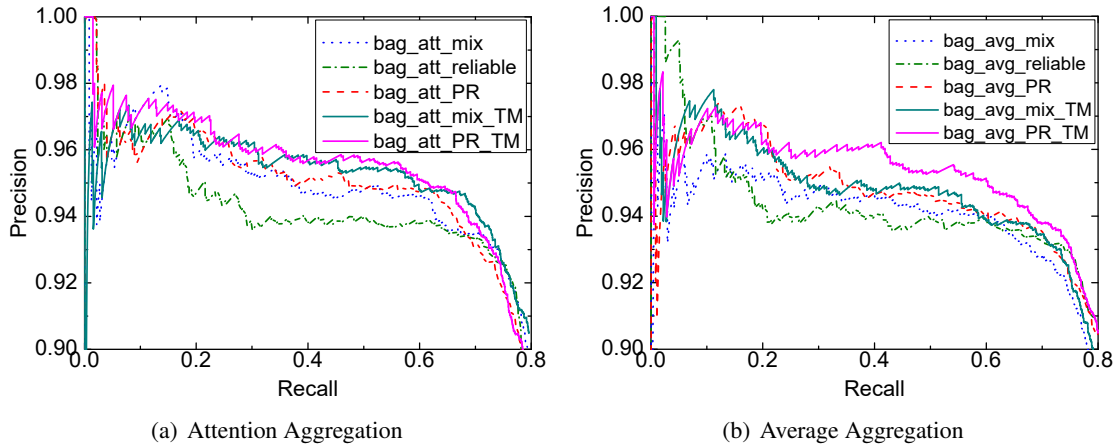 1.00
0.98
0.96
0.94
0.92
0.90
Precision
0.0 0.2 0.4 0.6 0.8
Recall
bag_att_mix
bag_att_reliable
bag_att_PR
bag_att_mix_TM
bag_att_PR_TM
(a) Attention Aggregation
1.00
0.98
0.96
0.94
0.92
0.90
Precision
0.0 0.2 0.4 0.6 0.8
Recall
bag_avg_mix
bag_avg_reliable
bag_avg_PR
bag_avg_mix_TM
bag_avg_PR_TM
(b) Average Aggregation